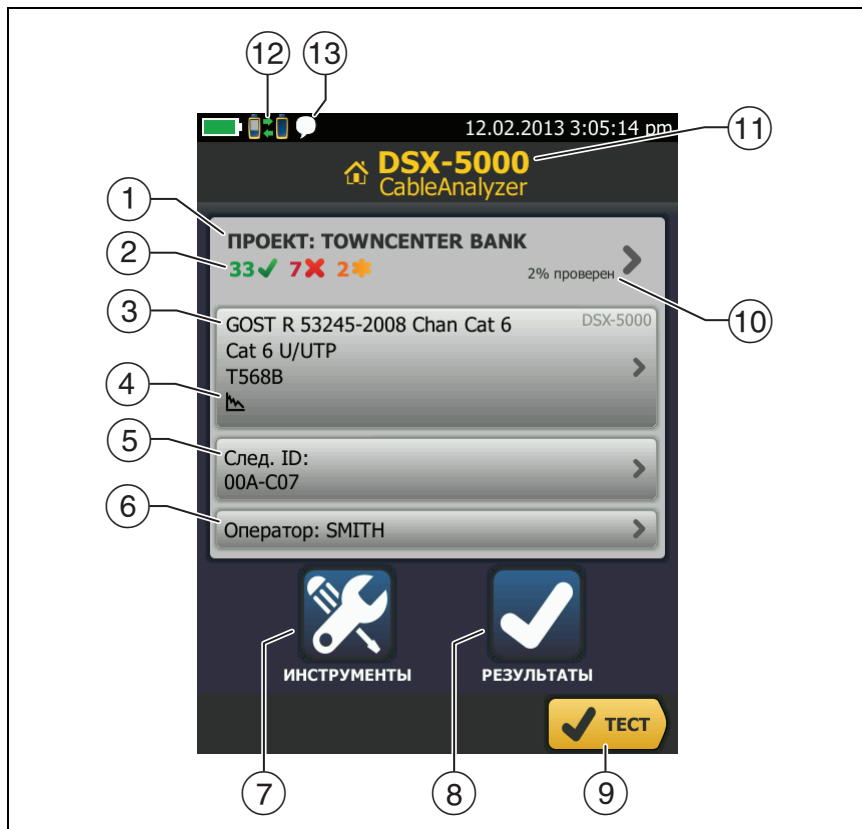 12 13
12.02.2013 3:05:14 pm
11
DSX-5000
CableAnalyzer
1
ПРОЕКТ: TOWNCENTER BANK
2
33 7 2
2% проверен
10
3
GOST R 53245-2008 Chan Cat 6
DSX-5000
Cat 6 U/UTP
T568B
4
5
След. ID:
00A-C07
6
Оператор: SMITH
ИНСТРУМЕНТЫ
РЕЗУЛЬТАТЫ
ТЕСТ
7 8 9